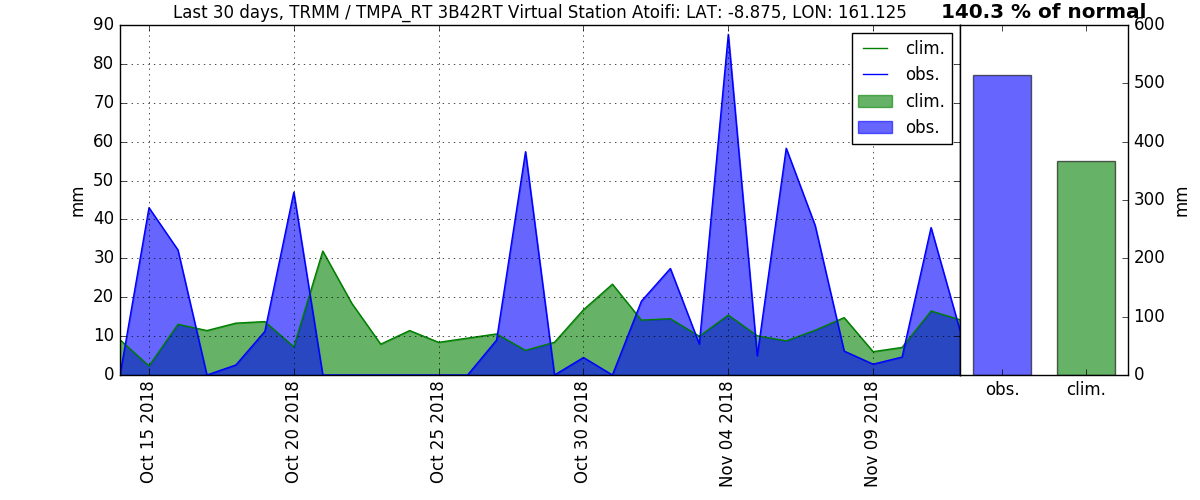 Last 30 days, TRMM / TMPA_RT 3B42RT Virtual Station Atoifi: LAT: -8.875, LON: 161.125
140.3 % of normal
90
80
70
60
50
40
30
20
10
0
mm
clim.
obs.
clim.
obs.
Oct 15 2018
Oct 20 2018
Oct 25 2018
Oct 30 2018
Nov 04 2018
Nov 09 2018
600
500
400
300
200
100
0
mm
obs.
clim.